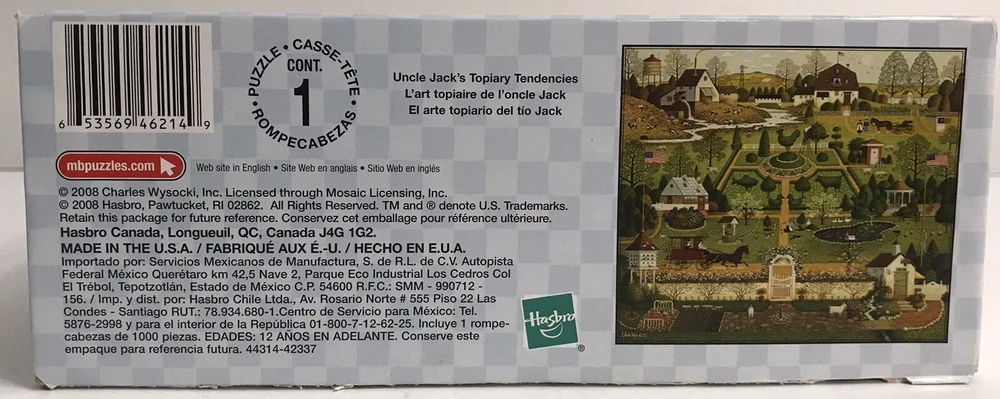 6 53569 46214 9
PUZZLE • CASSE-TÊTE • ROMPECABEZAS •
CONT.
1
Uncle Jack's Topiary Tendencies
L'art topiaire de l'oncle Jack
El arte topiario del tío Jack
mbpuzzles.com
Web site in English • Site Web en anglais • Sitio Web en inglés
© 2008 Charles Wysocki, Inc. Licensed through Mosaic Licensing, Inc.
© 2008 Hasbro, Pawtucket, RI 02862. All Rights Reserved. TM and ® denote U.S. Trademarks.
Retain this package for future reference. Conservez cet emballage pour référence ultérieure.
Hasbro Canada, Longueuil, QC, Canada J4G 1G2.
MADE IN THE U.S.A. / FABRIQUÉ AUX É.-U. / HECHO EN E.U.A.
Importado por: Servicios Mexicanos de Manufactura, S. de R.L. de C.V. Autopista
Federal México Querétaro km 42,5 Nave 2, Parque Eco Industrial Los Cedros Col
El Trébol, Tepotzotlán, Estado de México C.P. 54600 R.F.C.: SMM - 990712 -
156. / Imp. y dist. por: Hasbro Chile Ltda., Av. Rosario Norte # 555 Piso 22 Las
Condes - Santiago RUT.: 78.934.680-1.Centro de Servicio para México: Tel.
5876-2998 y para el interior de la República 01-800-7-12-62-25. Incluye 1 rompe-
cabezas de 1000 piezas. EDADES: 12 AÑOS EN ADELANTE. Conserve este
empaque para referencia futura. 44314-42337
Hasbro
®